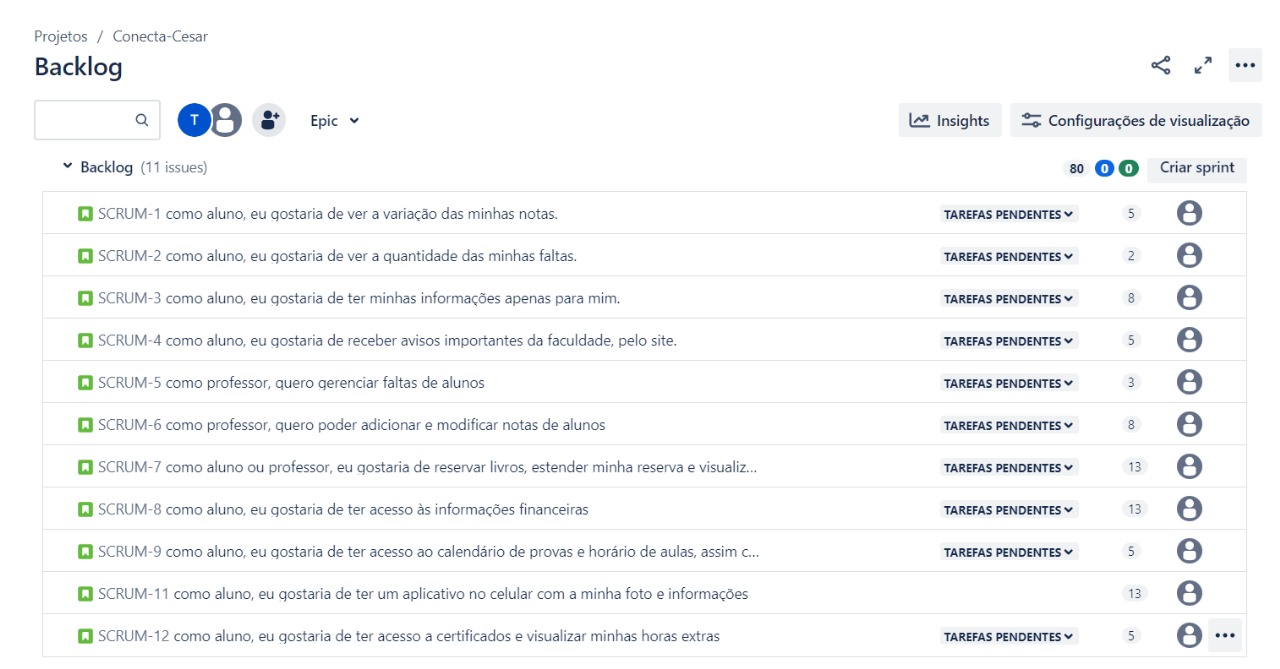 Projetos / Conecta-Cesar
Backlog
T
Epic
Insights
Configurações de visualização
Backlog (11 issues)
80 0 0 Criar sprint
SCRUM-1 como aluno, eu gostaria de ver a variação das minhas notas. TAREFAS PENDENTES 5
SCRUM-2 como aluno, eu gostaria de ver a quantidade das minhas faltas. TAREFAS PENDENTES 2
SCRUM-3 como aluno, eu gostaria de ter minhas informações apenas para mim. TAREFAS PENDENTES 8
SCRUM-4 como aluno, eu gostaria de receber avisos importantes da faculdade, pelo site. TAREFAS PENDENTES 5
SCRUM-5 como professor, quero gerenciar faltas de alunos TAREFAS PENDENTES 3
SCRUM-6 como professor, quero poder adicionar e modificar notas de alunos TAREFAS PENDENTES 8
SCRUM-7 como aluno ou professor, eu gostaria de reservar livros, estender minha reserva e visualiz... TAREFAS PENDENTES 13
SCRUM-8 como aluno, eu gostaria de ter acesso às informações financeiras TAREFAS PENDENTES 13
SCRUM-9 como aluno, eu gostaria de ter acesso ao calendário de provas e horário de aulas, assim c... TAREFAS PENDENTES 5
SCRUM-11 como aluno, eu gostaria de ter um aplicativo no celular com a minha foto e informações 13
SCRUM-12 como aluno, eu gostaria de ter acesso a certificados e visualizar minhas horas extras TAREFAS PENDENTES 5